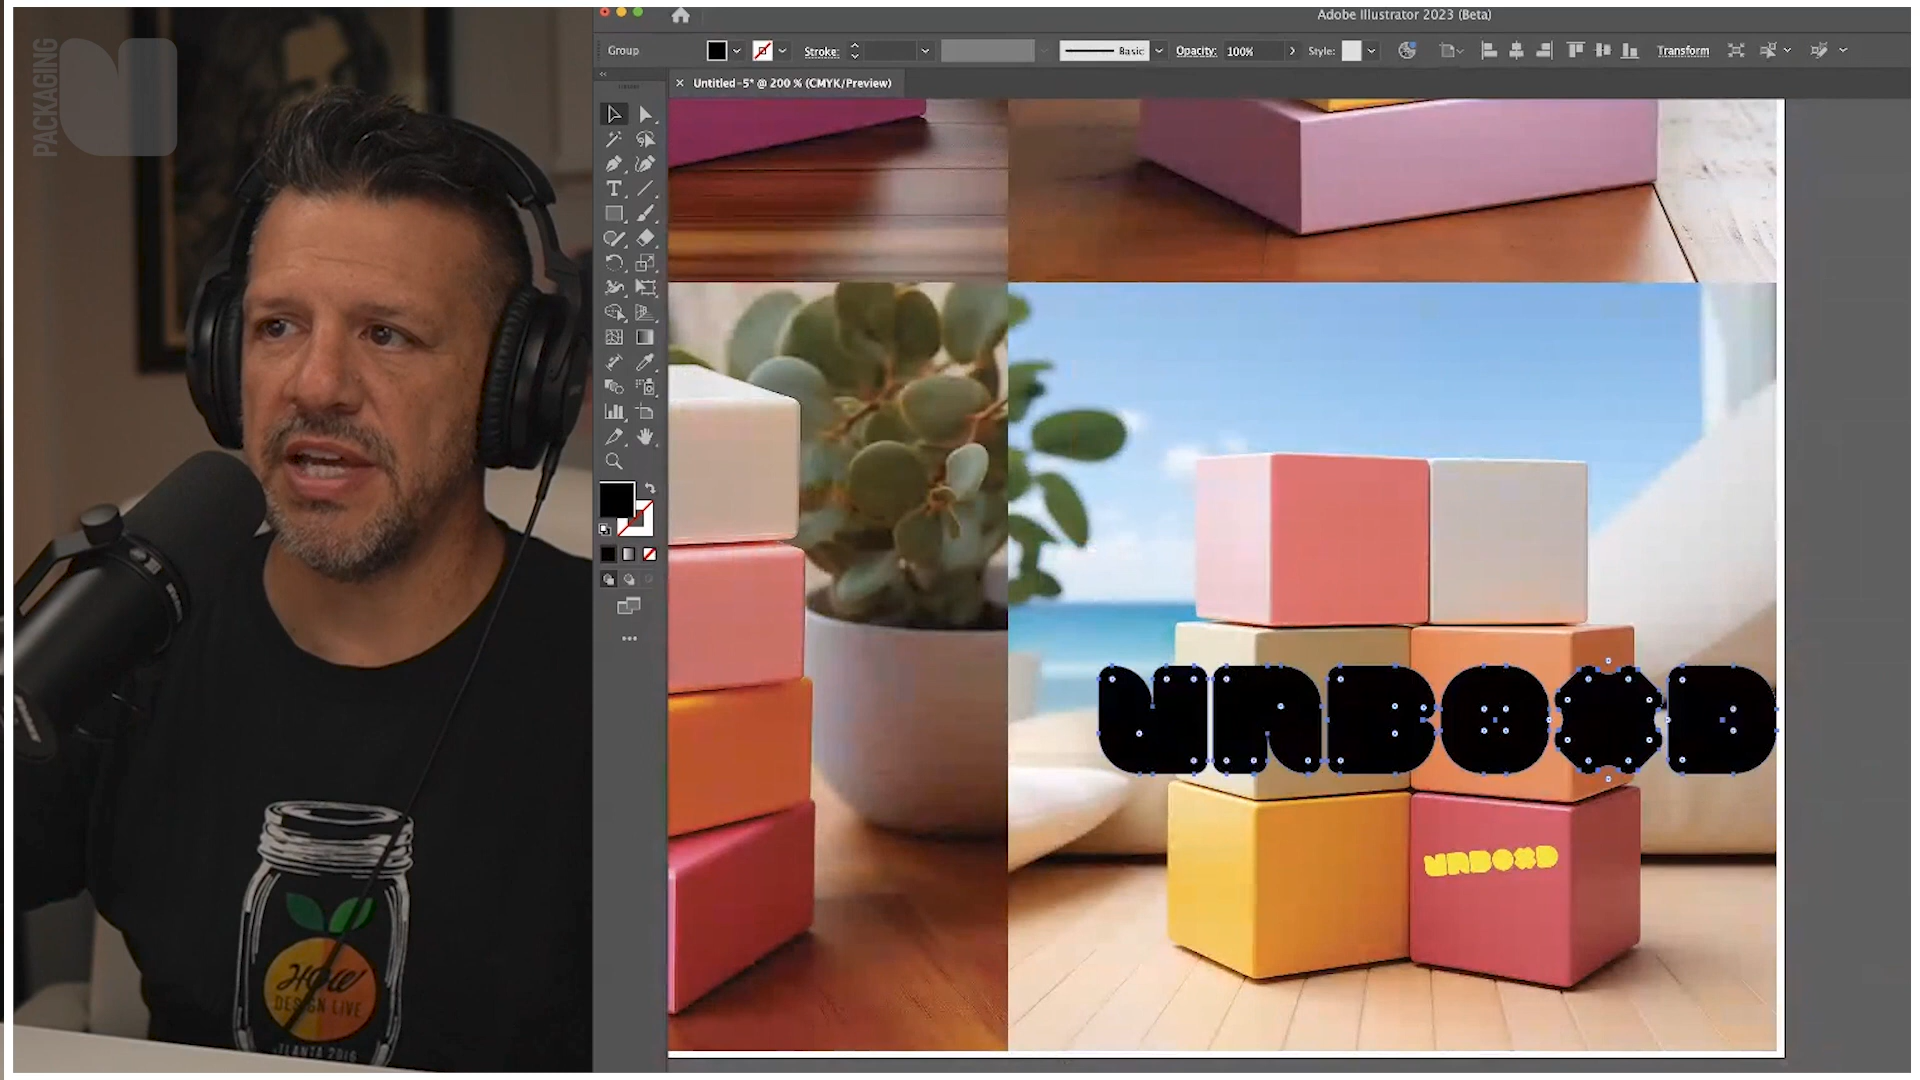 PACKAGING
Adobe Illustrator 2023 (Beta)
Group
Stroke:
Basic
Opacity: 100%
Style:
Transform
× Untitled-5* @ 200 % (CMYK/Preview)
UNBOXD
UNBOXD
HOW
DESIGN LIVE
ATLANTA 2016